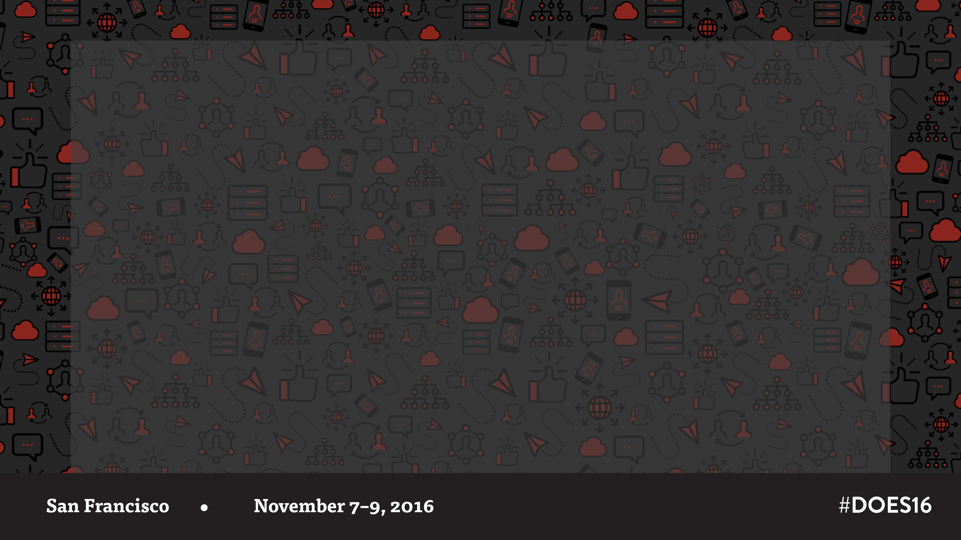 San Francisco • November 7–9, 2016 #DOES16